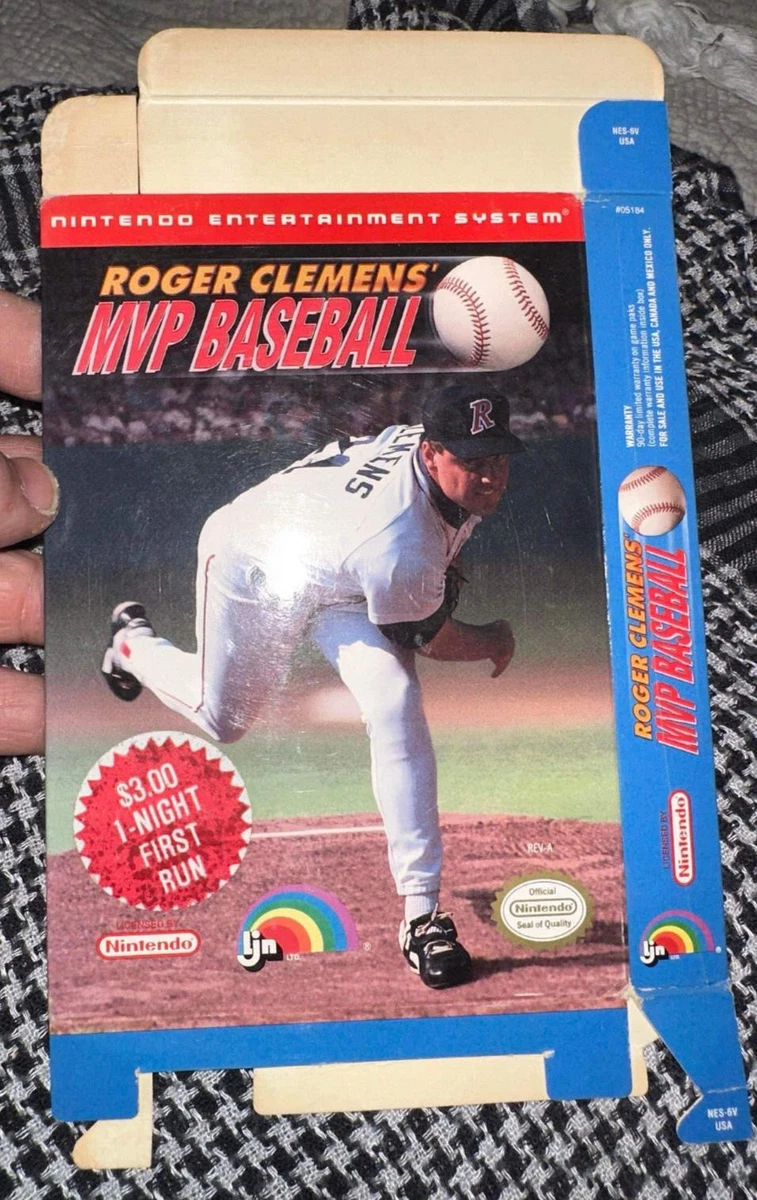 NES-6V
USA
#05184
NINTENDO ENTERTAINMENT SYSTEM®
ROGER CLEMENS'
MVP BASEBALL
R
LEMENS
$3.00
1-NIGHT
FIRST
RUN
LICENSED BY
Nintendo®
ljn
LTD.
®
REV-A
Official
Nintendo®
Seal of Quality
WARRANTY
90-day limited warranty on game paks
(complete warranty information inside box)
FOR SALE AND USE IN THE USA, CANADA AND MEXICO ONLY.
ROGER CLEMENS'
MVP BASEBALL
LICENSED BY
Nintendo®
ljn
LTD.
®
NES-6V
USA